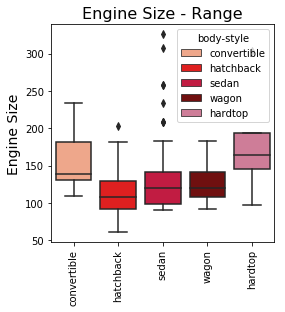 Engine Size - Range
Engine Size
300
250
200
150
100
50
body-style
convertible
hatchback
sedan
wagon
hardtop
convertible
hatchback
sedan
wagon
hardtop